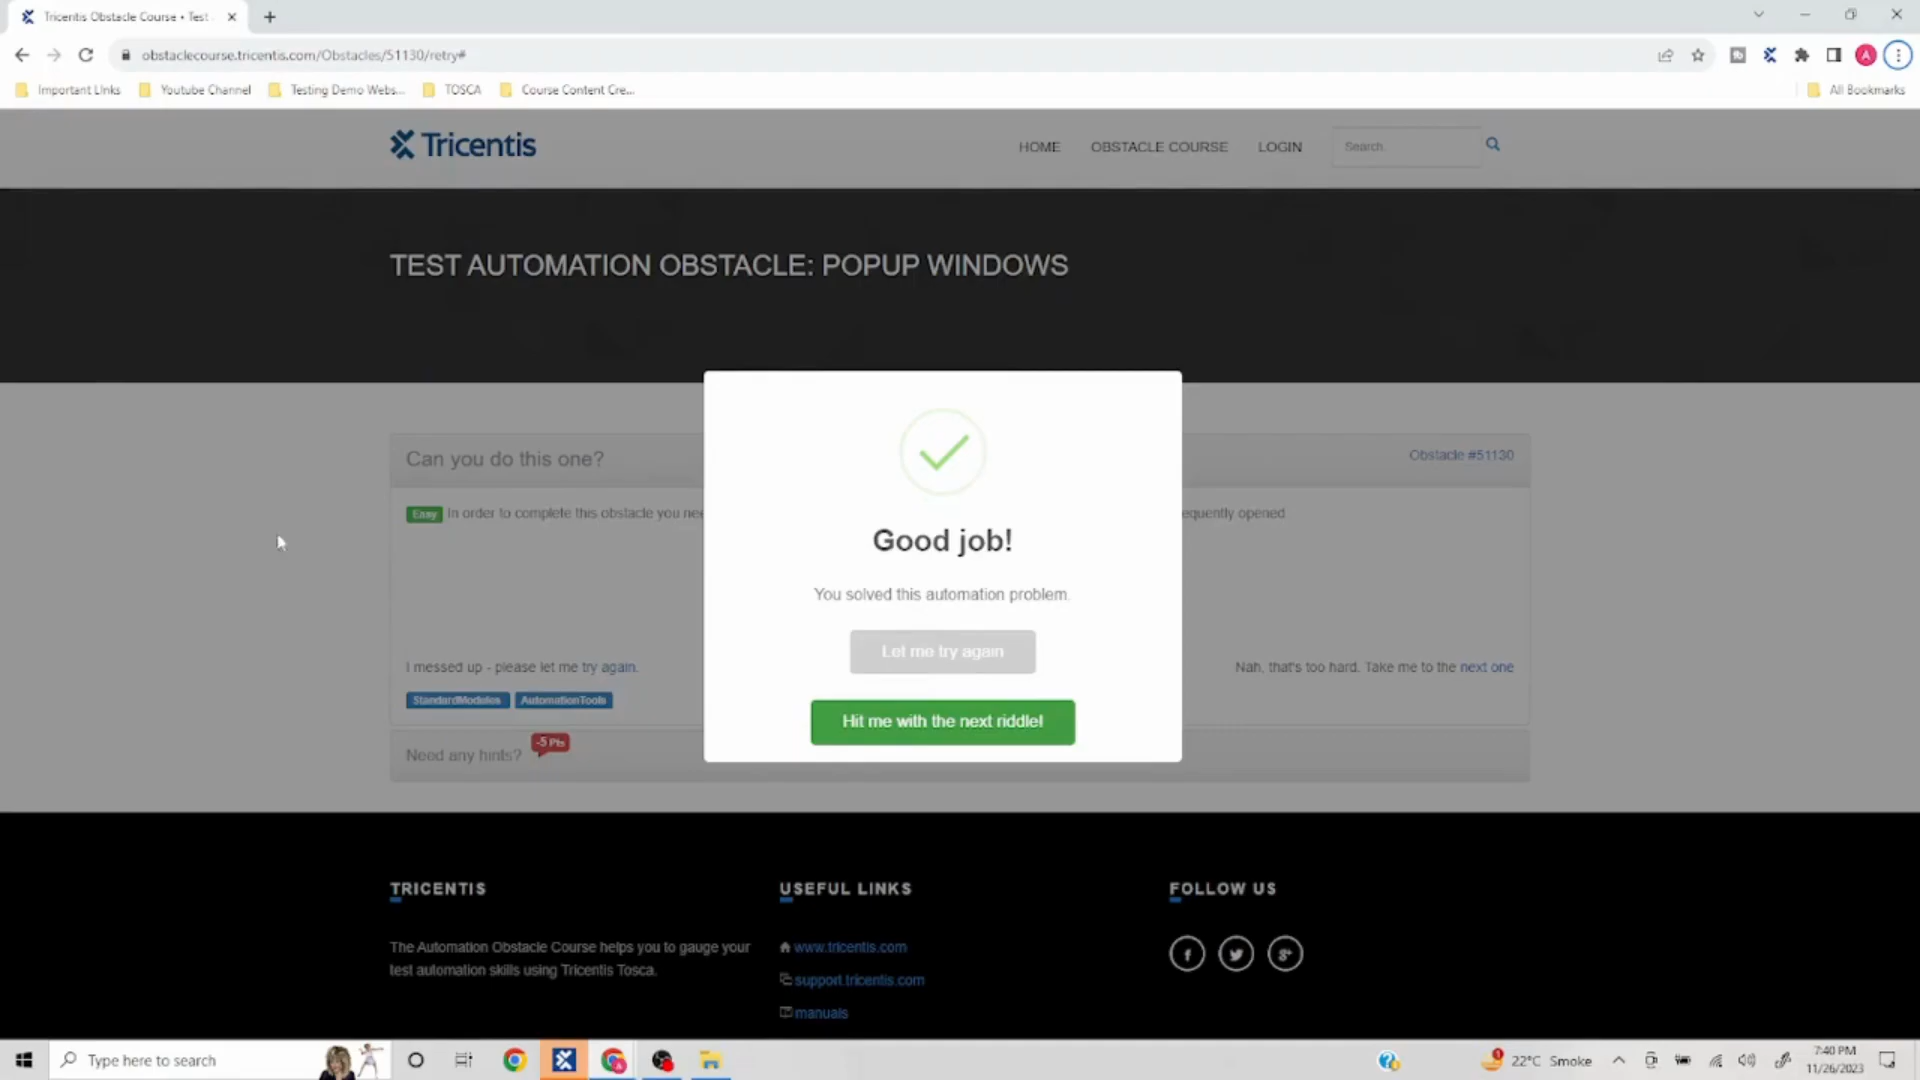 Tricentis Obstacle Course • Test
obstaclecourse.tricentis.com/Obstacles/51130/retry#
A
Important Links
Youtube Channel
Testing Demo Webs...
TOSCA
Course Content Cre...
All Bookmarks
Tricentis
HOME
OBSTACLE COURSE
LOGIN
Search
TEST AUTOMATION OBSTACLE: POPUP WINDOWS
Can you do this one?
Obstacle #51130
Easy In order to complete this obstacle you nee
equently opened
Good job!
You solved this automation problem.
Let me try again
Hit me with the next riddle!
I messed up - please let me try again.
Nah, that's too hard. Take me to the next one
StandardModules AutomationTools
Need any hints? -5 Pts
TRICENTIS
The Automation Obstacle Course helps you to gauge your
test automation skills using Tricentis Tosca.
USEFUL LINKS
www.tricentis.com
support.tricentis.com
manuals
FOLLOW US
Type here to search
22°C Smoke
7:40 PM
11/26/2023